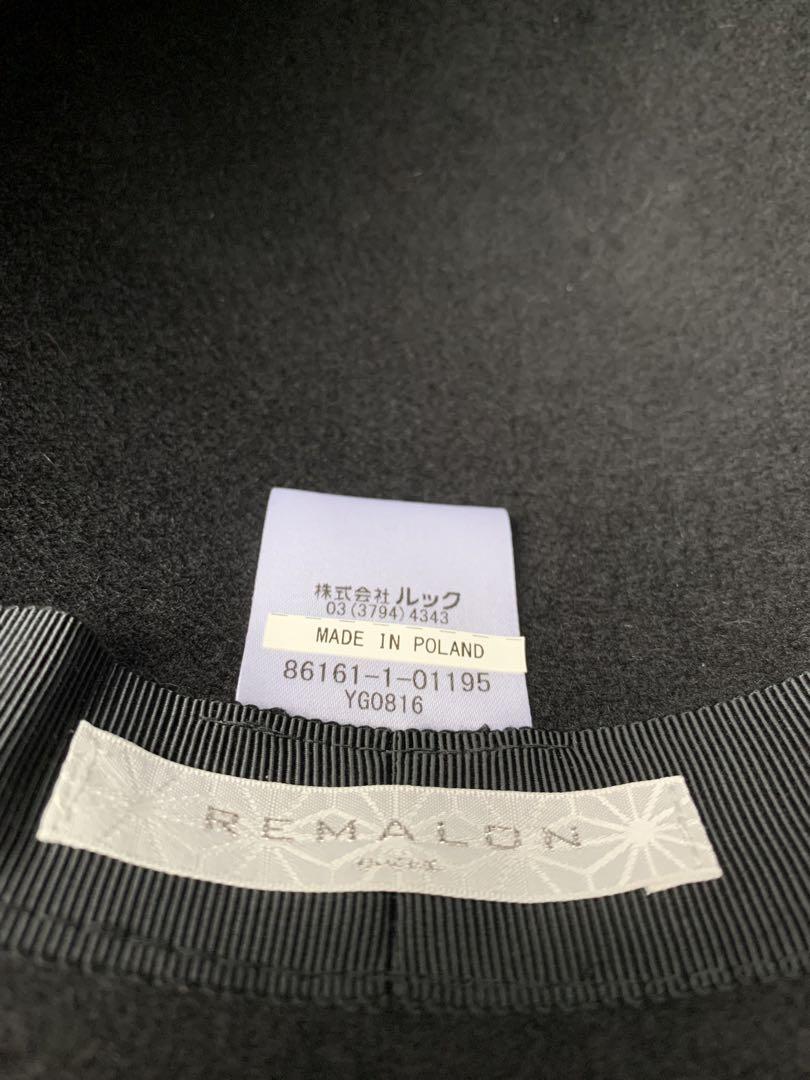 株式会社 ルック
03(3794)4343
MADE IN POLAND
86161-1-01195
YG0816
REMALON